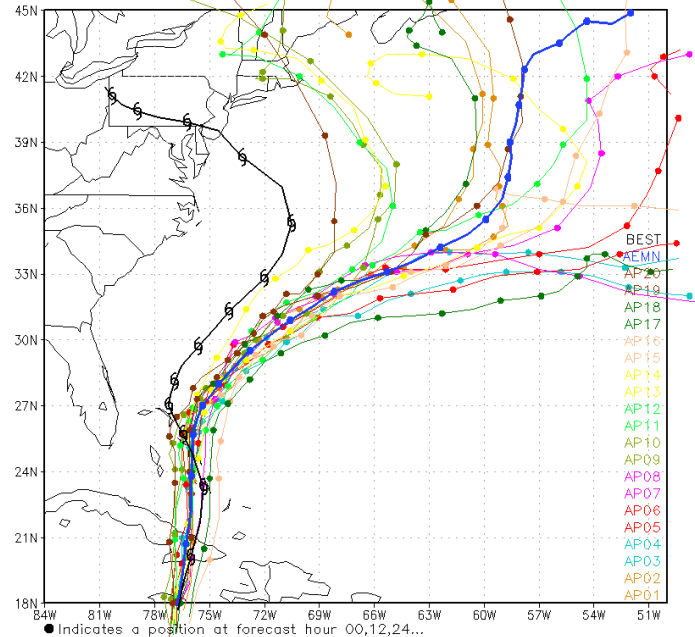 45N
42N
39N
36N
33N
30N
27N
24N
21N
18N
84W 81W 78W 75W 72W 69W 66W 63W 60W 57W 54W 51W
BEST
AEMN
AP20
AP19
AP18
AP17
AP16
AP15
AP14
AP13
AP12
AP11
AP10
AP09
AP08
AP07
AP06
AP05
AP04
AP03
AP02
AP01
Indicates a position at forecast hour 00,12,24...